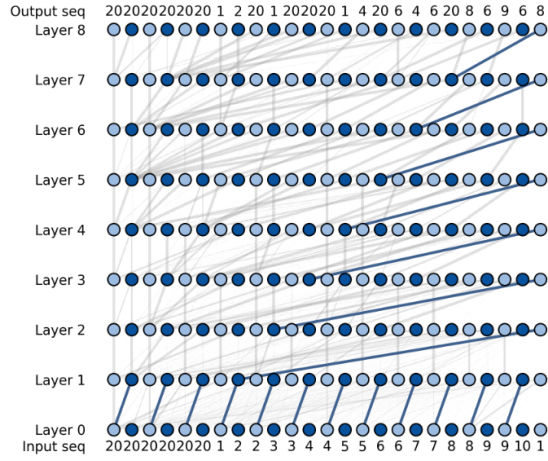 Output seq 20 20 20 20 20 20 1 2 20 3 20 20 20 1 4 20 6 4 6 20 8 6 9 6 8
Layer 8
Layer 7
Layer 6
Layer 5
Layer 4
Layer 3
Layer 2
Layer 1
Layer 0
Input seq 20 20 20 20 20 20 1 2 2 3 3 4 4 5 5 6 6 7 7 8 8 9 9 10 1